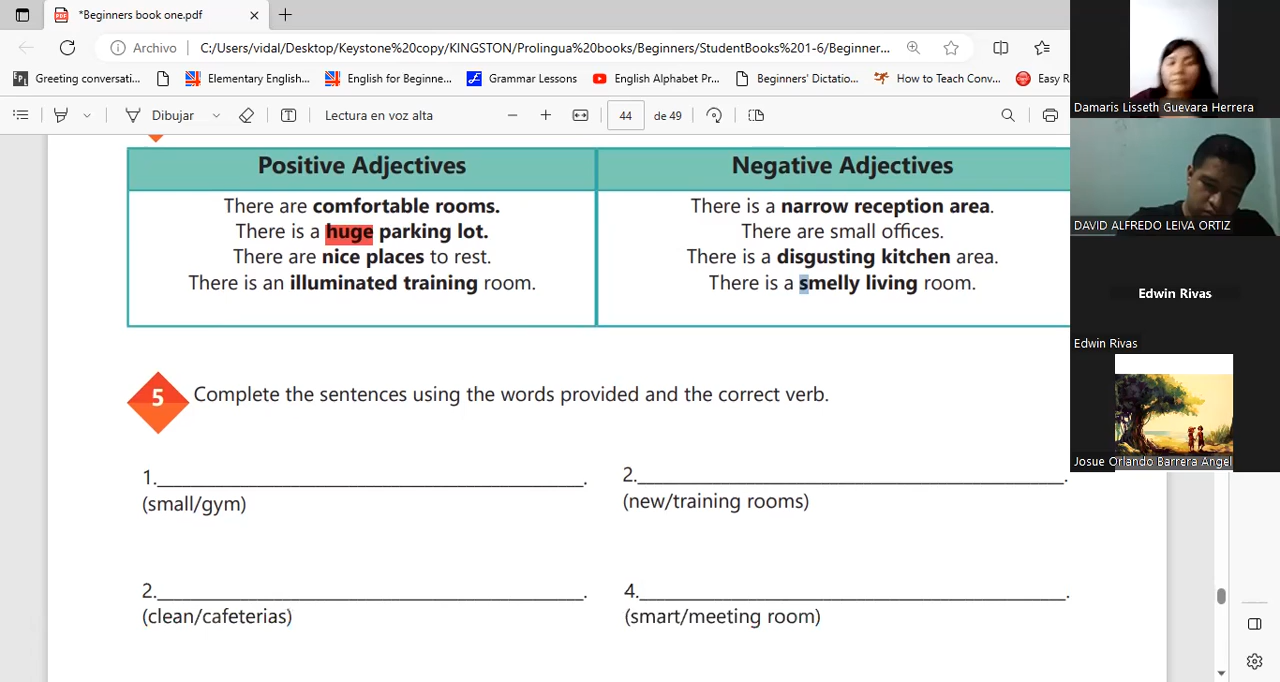 *Beginners book one.pdf
Archivo
C:/Users/vidal/Desktop/Keystone%20copy/KINGSTON/Prolingua%20books/Beginners/StudentBooks%201-6/Beginner...
Greeting conversati...
Elementary English...
English for Beginne...
Grammar Lessons
English Alphabet Pr...
Beginners' Dictatio...
How to Teach Conv...
Easy R
Dibujar
Lectura en voz alta
44
de 49
Positive Adjectives
There are comfortable rooms.
There is a huge parking lot.
There are nice places to rest.
There is an illuminated training room.
Negative Adjectives
There is a narrow reception area.
There are small offices.
There is a disgusting kitchen area.
There is a smelly living room.
5 Complete the sentences using the words provided and the correct verb.
1.________________________________________.
(small/gym)
2.________________________________________.
(new/training rooms)
2.________________________________________.
(clean/cafeterias)
4.________________________________________.
(smart/meeting room)
Damaris Lisseth Guevara Herrera
DAVID ALFREDO LEIVA ORTIZ
Edwin Rivas
Edwin Rivas
Josue Orlando Barrera Angel